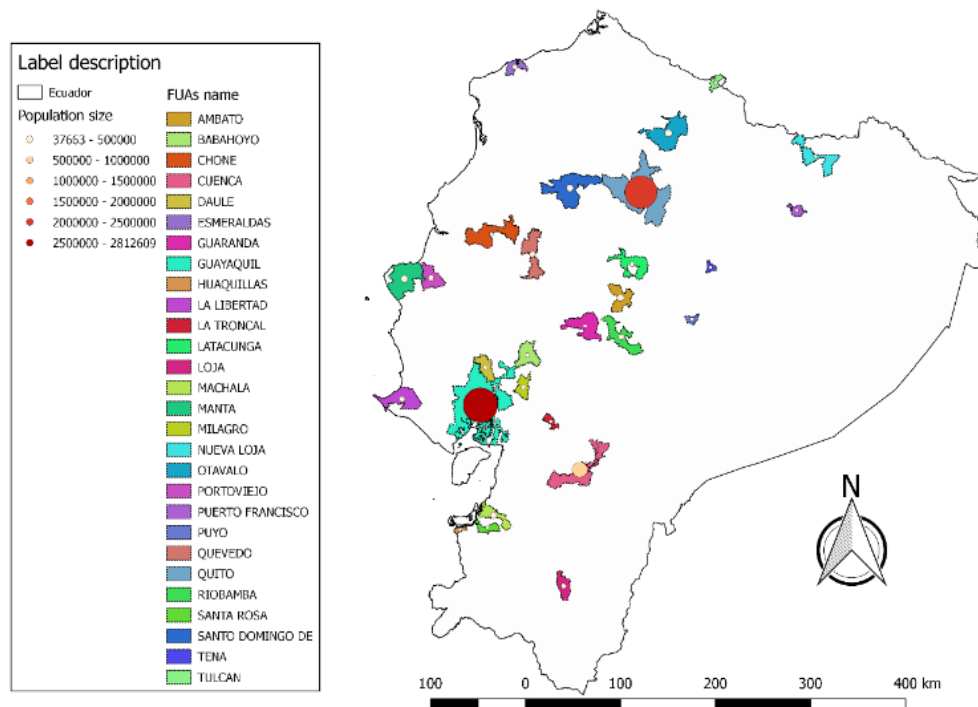 Label description
Ecuador
Population size
37663 - 500000
500000 - 1000000
1000000 - 1500000
1500000 - 2000000
2000000 - 2500000
2500000 - 2812609
FUAs name
AMBATO
BABAHOYO
CHONE
CUENCA
DAULE
ESMERALDAS
GUARANDA
GUAYAQUIL
HUAQUILLAS
LA LIBERTAD
LA TRONCAL
LATACUNGA
LOJA
MACHALA
MANTA
MILAGRO
NUEVA LOJA
OTAVALO
PORTOVIEJO
PUERTO FRANCISCO
PUYO
QUEVEDO
QUITO
RIOBAMBA
SANTA ROSA
SANTO DOMINGO DE
TENA
TULCAN
N
100 0 100 200 300 400 km